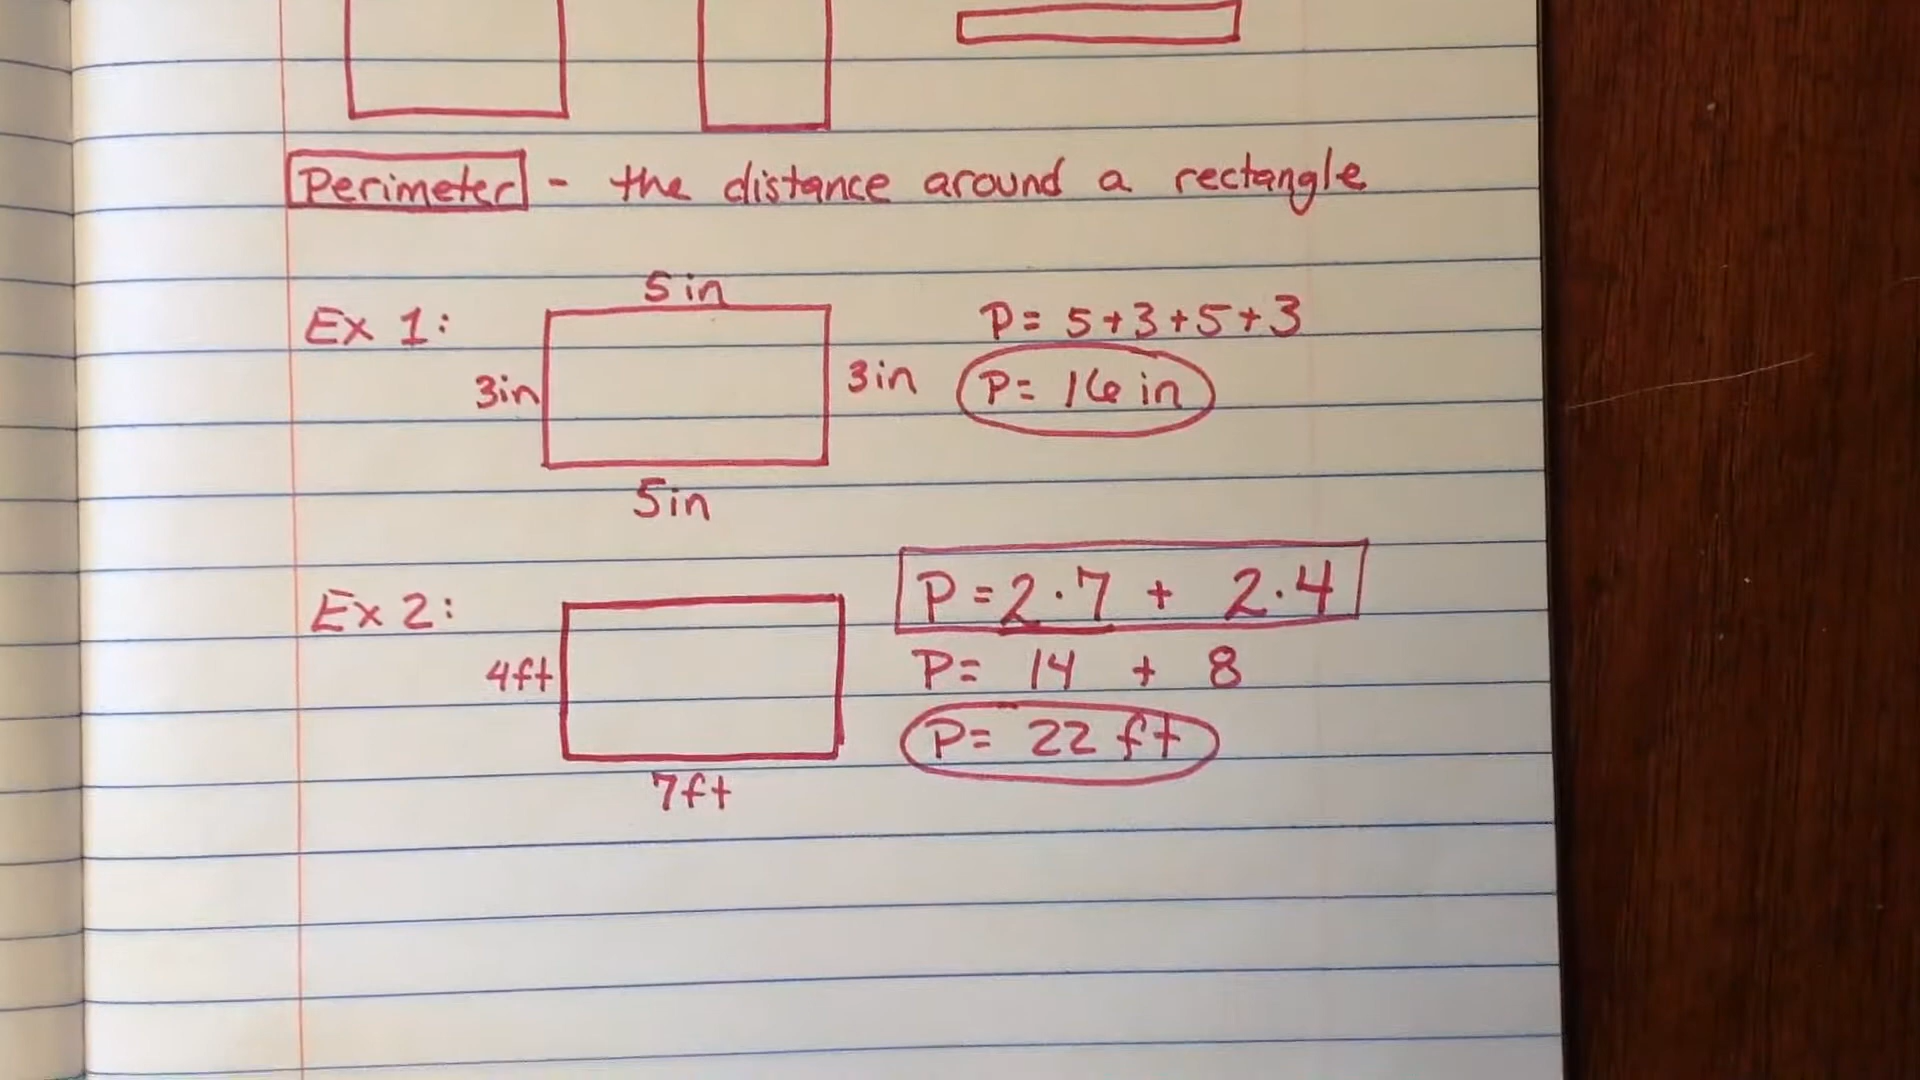 Perimeter - the distance around a rectangle
5in
Ex 1:
P= 5+3+5+3
3in
3in
P= 16 in
5in
Ex 2:
P=2·7 + 2·4
4ft
P= 14 + 8
P= 22 ft
7ft